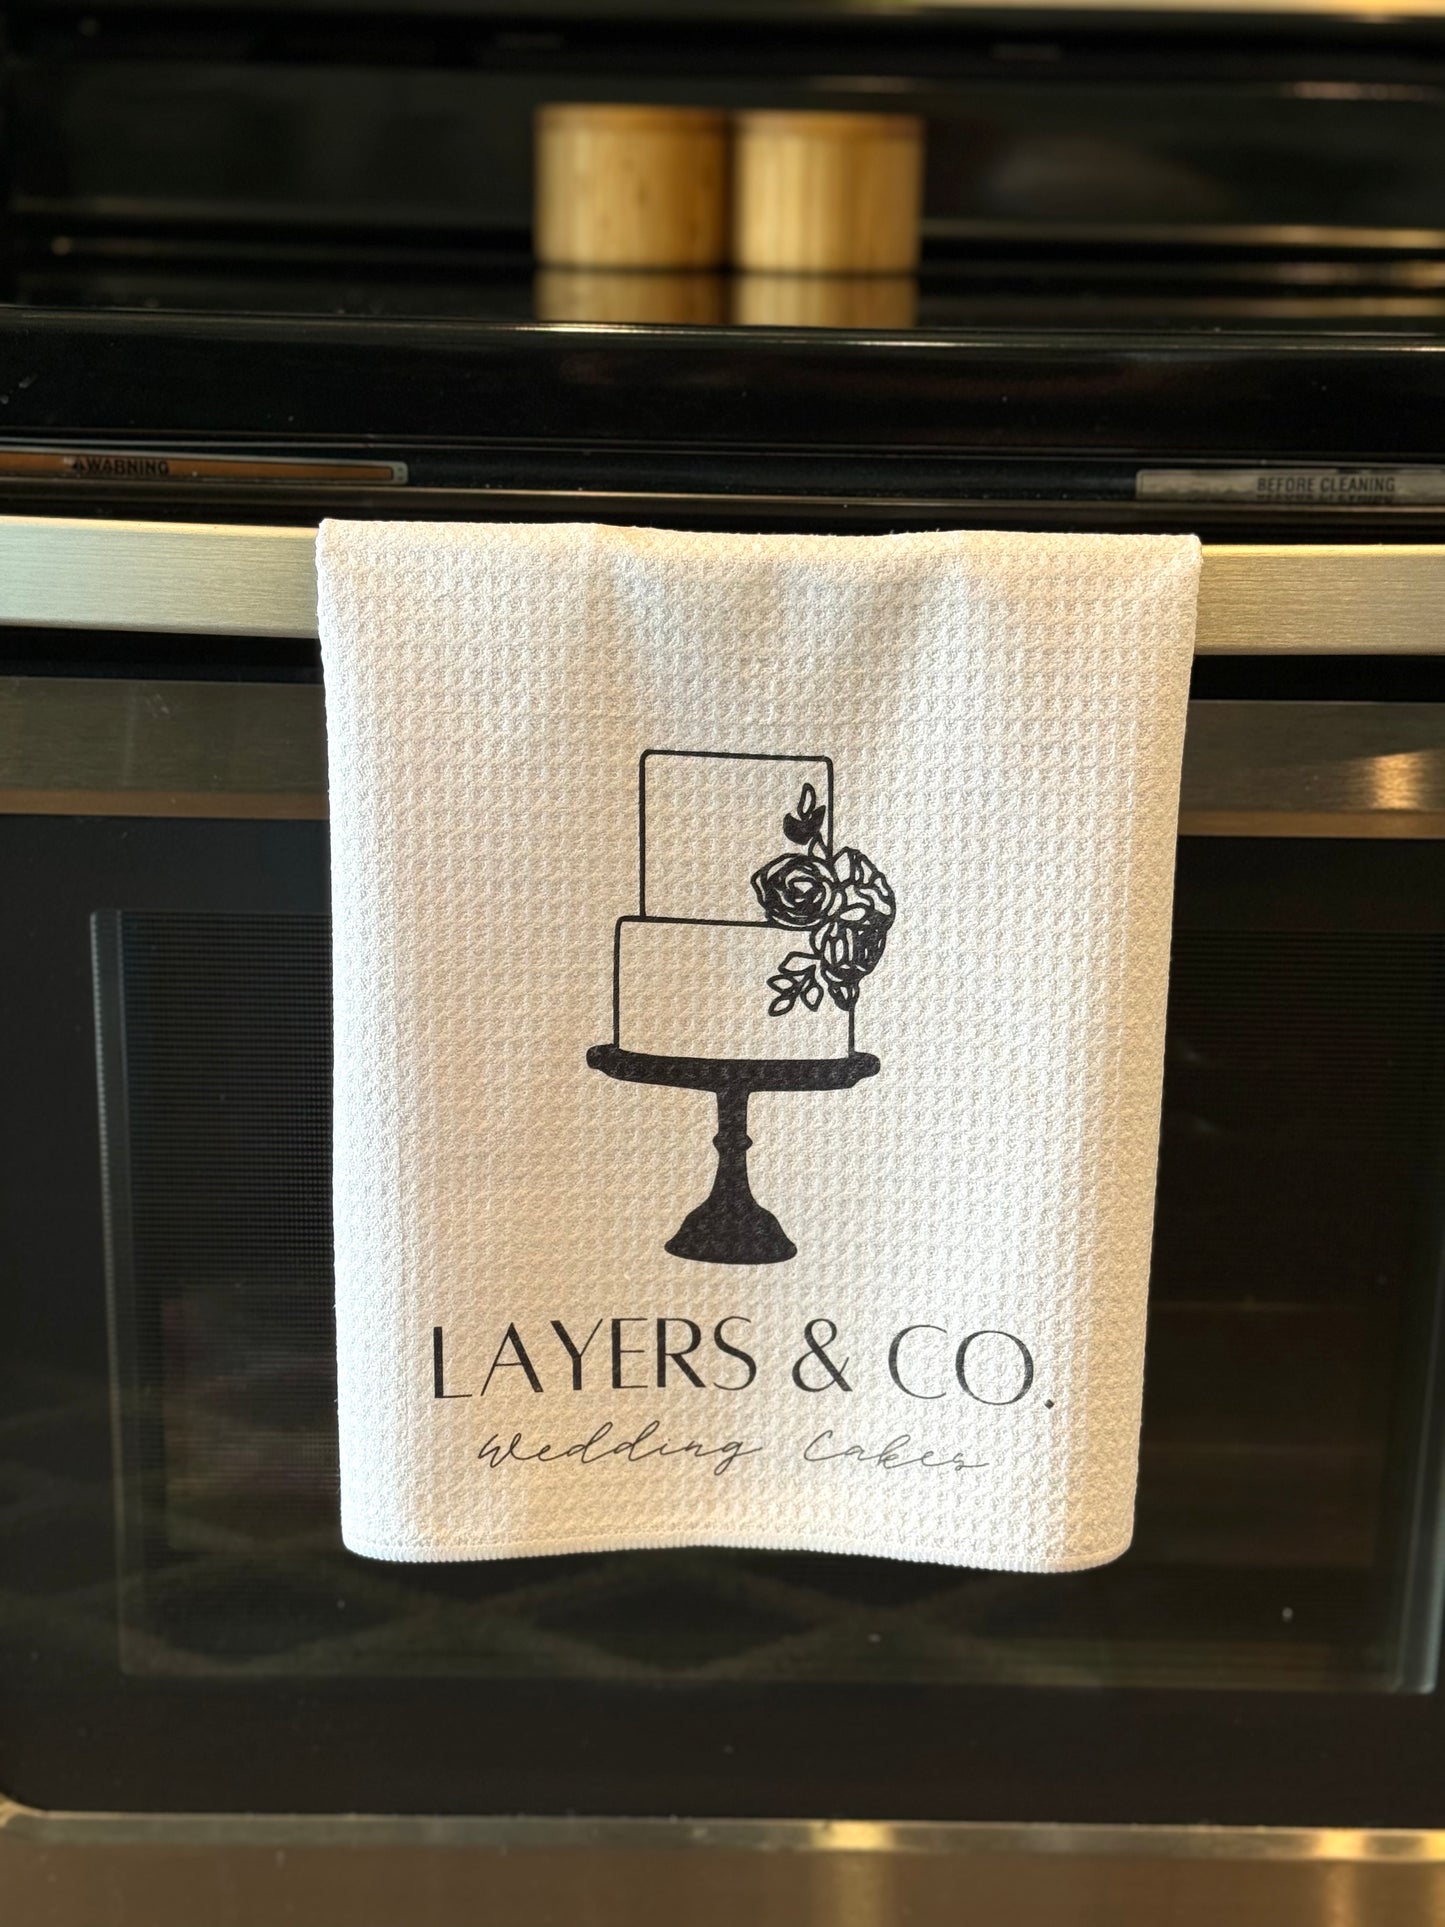 WARNING
BEFORE CLEANING
LAYERS & CO.
Wedding Cakes